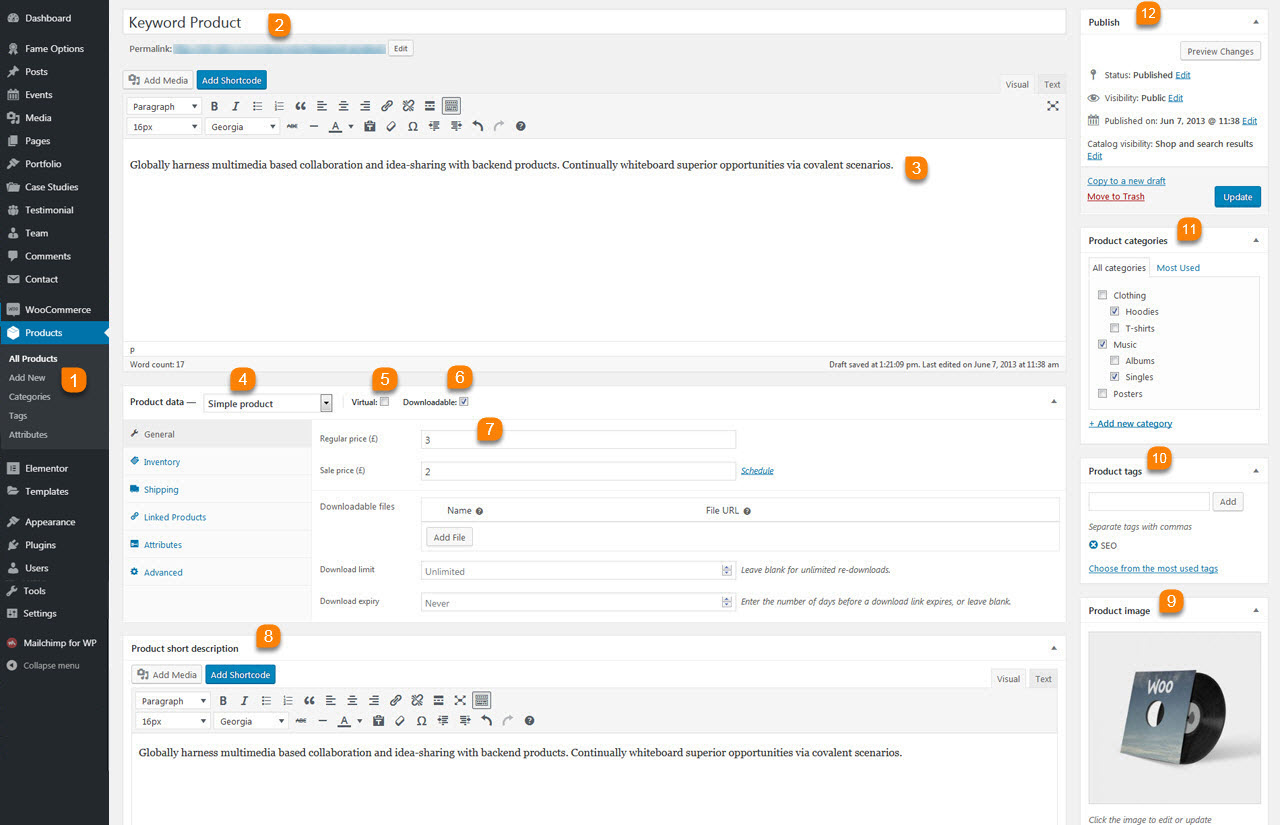 Dashboard
Fame Options
Posts
Events
Media
Pages
Portfolio
Case Studies
Testimonial
Team
Comments
Contact
WooCommerce
Products
All Products
Add New
1
Categories
Tags
Attributes
Elementor
Templates
Appearance
Plugins
Users
Tools
Settings
Mailchimp for WP
Collapse menu
Keyword Product
2
Permalink:
Edit
Add Media
Add Shortcode
Visual
Text
Paragraph
B
I
16px
Georgia
ABC
A
Ω
Globally harness multimedia based collaboration and idea-sharing with backend products. Continually whiteboard superior opportunities via covalent scenarios.
3
p
Word count: 17
Draft saved at 1:21:09 pm. Last edited on June 7, 2013 at 11:38 am
4
5
6
Product data —
Simple product
Virtual:
Downloadable:
7
General
Inventory
Shipping
Linked Products
Attributes
Advanced
Regular price (£)
3
Sale price (£)
2
Schedule
Downloadable files
Name
File URL
Add File
Download limit
Unlimited
Leave blank for unlimited re-downloads.
Download expiry
Never
Enter the number of days before a download link expires, or leave blank.
8
Product short description
Add Media
Add Shortcode
Visual
Text
Paragraph
B
I
16px
Georgia
ABC
A
Ω
Globally harness multimedia based collaboration and idea-sharing with backend products. Continually whiteboard superior opportunities via covalent scenarios.
12
Publish
Preview Changes
Status: Published Edit
Visibility: Public Edit
Published on: Jun 7, 2013 @ 11:38 Edit
Catalog visibility: Shop and search results
Edit
Copy to a new draft
Move to Trash
Update
11
Product categories
All categories
Most Used
Clothing
Hoodies
T-shirts
Music
Albums
Singles
Posters
+ Add new category
10
Product tags
Add
Separate tags with commas
SEO
Choose from the most used tags
9
Product image
WOO
Click the image to edit or update